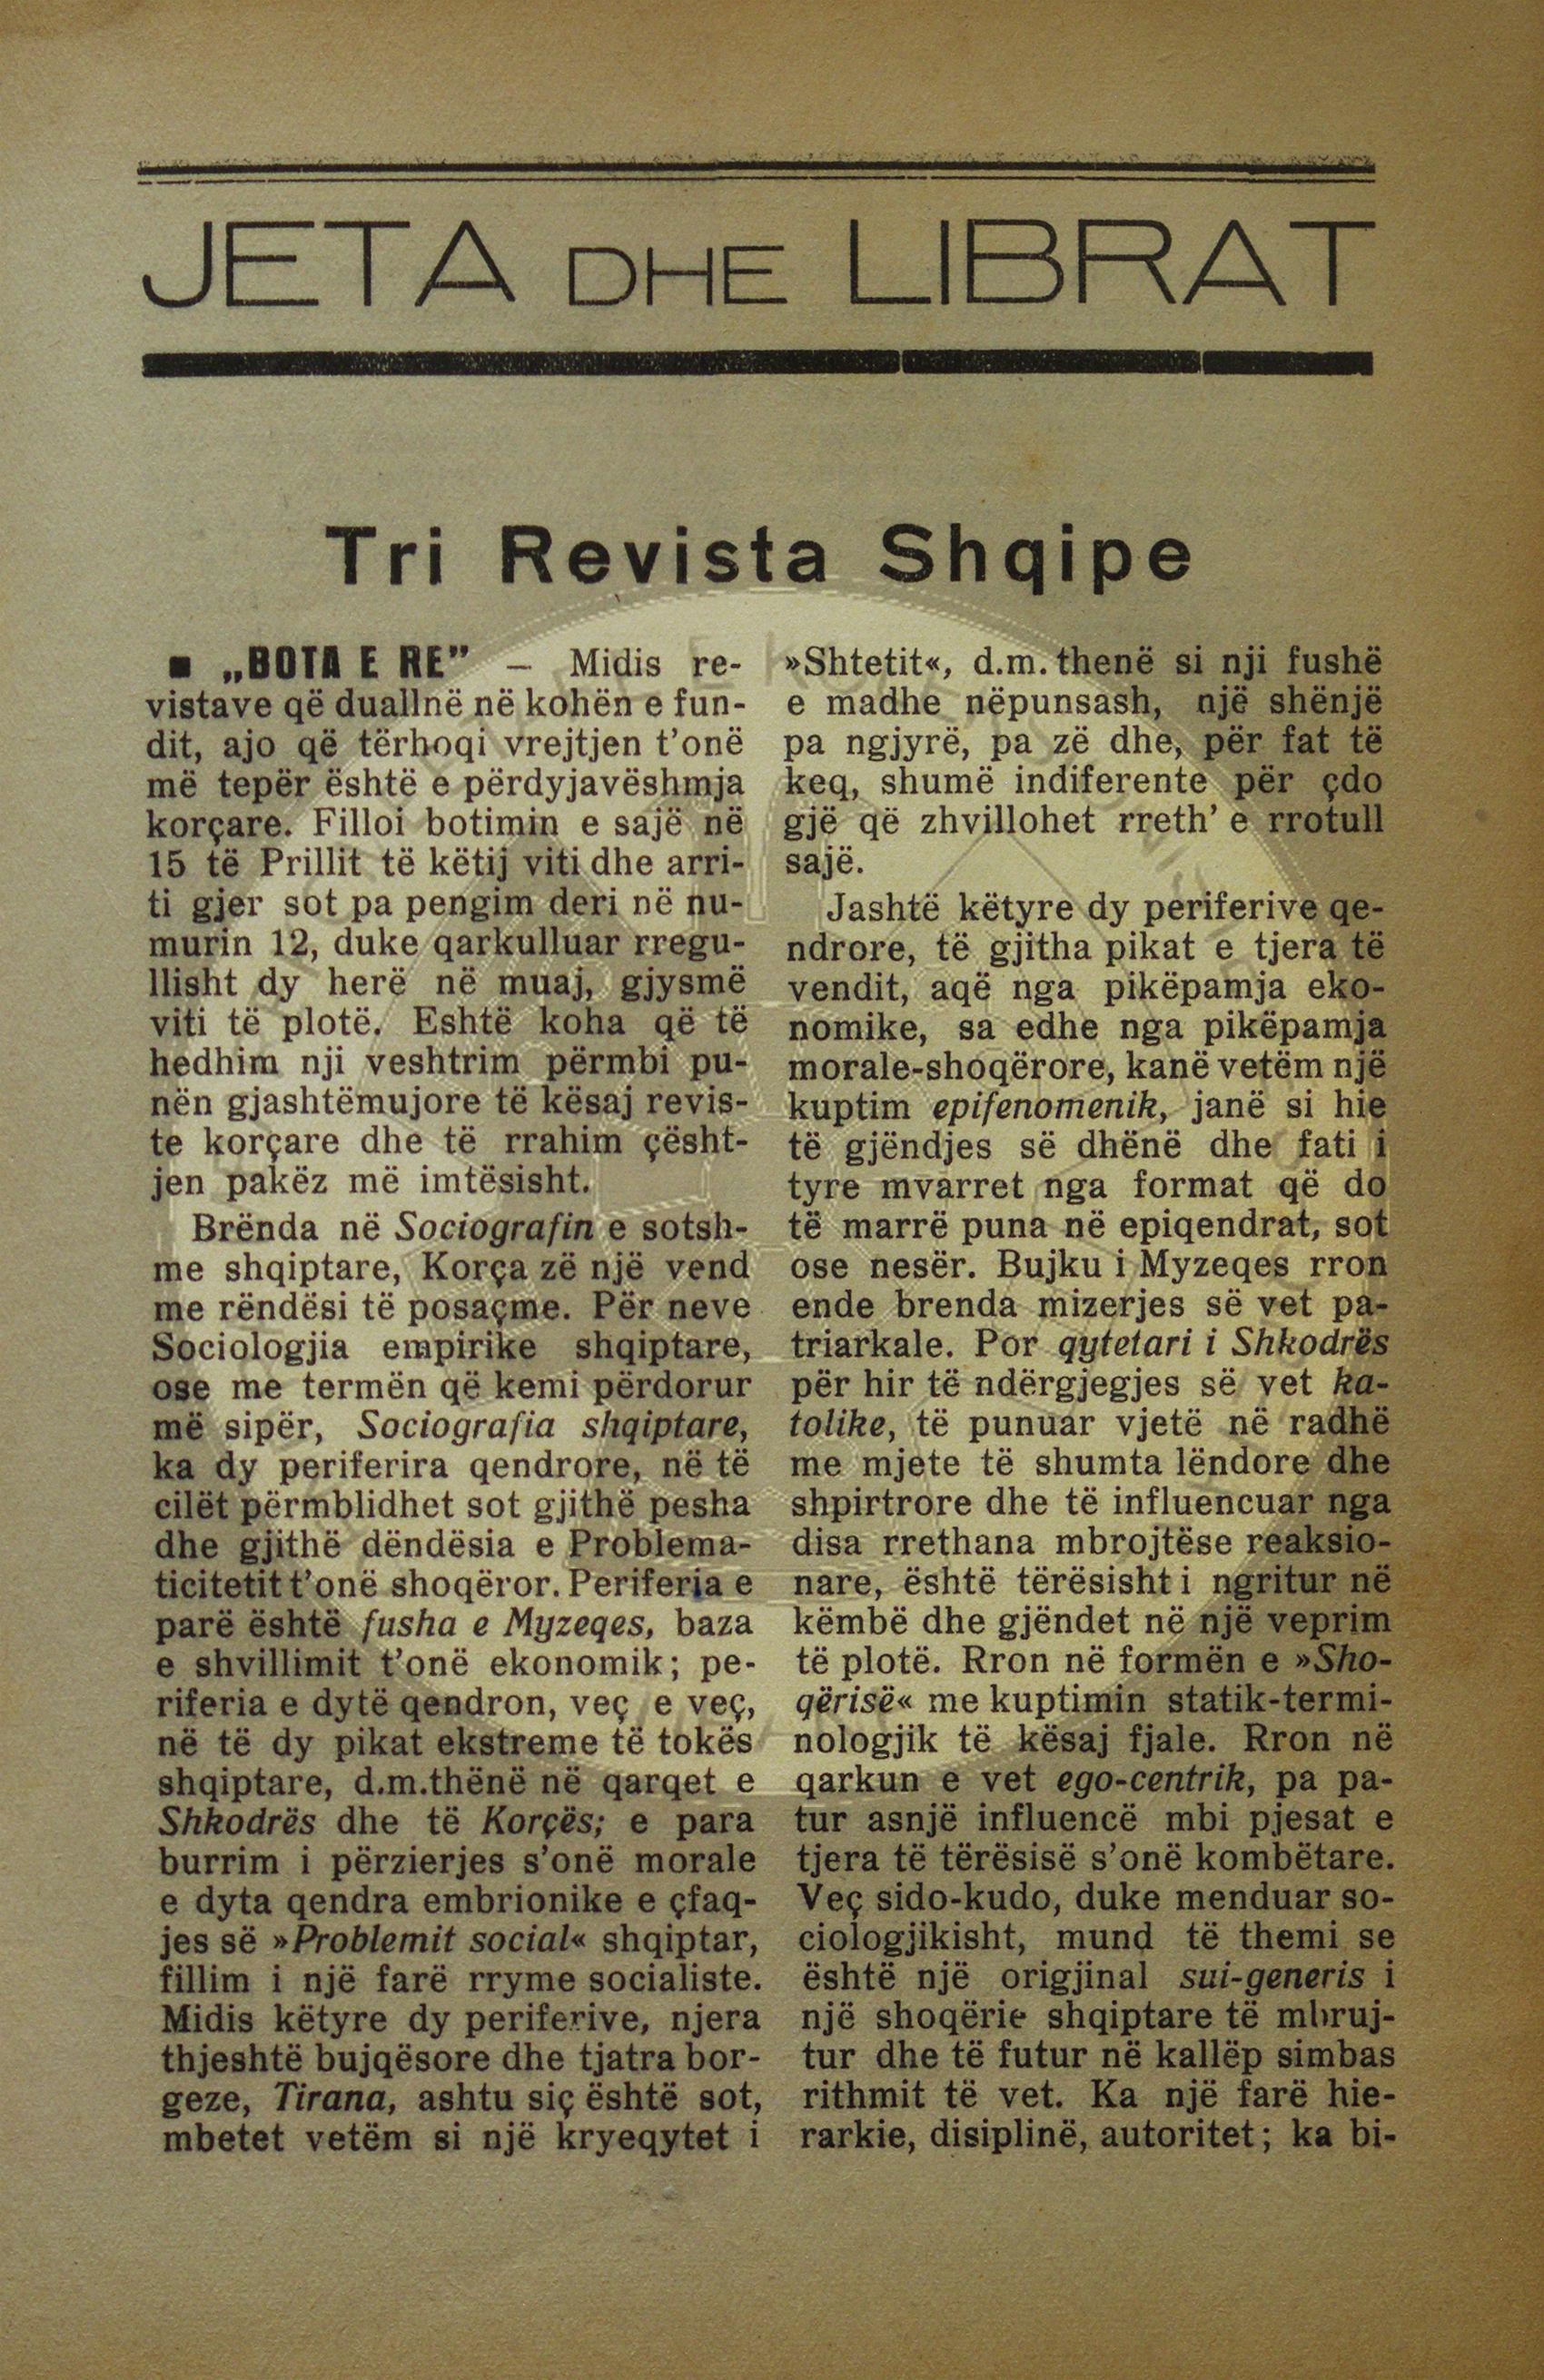 JETA DHE LIBRAT
Tri Revista Shqipe
■ „BOTA E RE” — Midis re-
vistave që duallnë në kohën e fun-
dit, ajo që tërhoqi vrejtjen t’onë
më tepër është e përdyjavëshmja
korçare. Filloi botimin e sajë në
15 të Prillit të këtij viti dhe arri-
ti gjer sot pa pengim deri në nu-
murin 12, duke qarkulluar rregu-
llisht dy herë në muaj, gjysmë
viti të plotë. Eshtë koha që të
hedhim nji veshtrim përmbi pu-
nën gjashtëmujore të kësaj revis-
te korçare dhe të rrahim çësht-
jen pakëz më imtësisht.
Brënda në Sociografin e sotsh-
me shqiptare, Korça zë një vend
me rëndësi të posaçme. Për neve
Sociologjia empirike shqiptare,
ose me termën që kemi përdorur
më sipër, Sociografia shqiptare,
ka dy periferira qendrore, në të
cilët përmblidhet sot gjithë pesha
dhe gjithë dëndësia e Problema-
ticitetit t’onë shoqëror. Periferia e
parë është fusha e Myzeqes, baza
e shvillimit t’onë ekonomik; pe-
riferia e dytë qendron, veç e veç,
në të dy pikat ekstreme të tokës
shqiptare, d.m.thënë në qarqet e
Shkodrës dhe të Korçës; e para
burrim i përzierjes s’onë morale
e dyta qendra embrionike e çfaq-
jes së »Problemit social« shqiptar,
fillim i një farë rryme socialiste.
Midis këtyre dy periferive, njera
thjeshtë bujqësore dhe tjatra bor-
geze, Tirana, ashtu siç është sot,
mbetet vetëm si një kryeqytet i
»Shtetit«, d.m. thenë si nji fushë
e madhe nëpunsash, një shënjë
pa ngjyrë, pa zë dhe, për fat të
keq, shumë indiferente për çdo
gjë që zhvillohet rreth’ e rrotull
sajë.
Jashtë këtyre dy periferive qe-
ndrore, të gjitha pikat e tjera të
vendit, aqë nga pikëpamja eko-
nomike, sa edhe nga pikëpamja
morale-shoqërore, kanë vetëm një
kuptim epifenomenik, janë si hie
të gjëndjes së dhënë dhe fati i
tyre mvarret nga format që do
të marrë puna në epiqendrat, sot
ose nesër. Bujku i Myzeqes rron
ende brenda mizerjes së vet pa-
triarkale. Por qytetari i Shkodrës
për hir të ndërgjegjes së vet ka-
tolike, të punuar vjetë në radhë
me mjete të shumta lëndore dhe
shpirtrore dhe të influencuar nga
disa rrethana mbrojtëse reaksio-
nare, është tërësisht i ngritur në
këmbë dhe gjëndet në një veprim
të plotë. Rron në formën e »Sho-
qërisë« me kuptimin statik-termi-
nologjik të kësaj fjale. Rron në
qarkun e vet ego-centrik, pa pa-
tur asnjë influencë mbi pjesat e
tjera të tërësisë s’onë kombëtare.
Veç sido-kudo, duke menduar so-
ciologjikisht, mund të themi se
është një origjinal sui-generis i
një shoqërie shqiptare të mbruj-
tur dhe të futur në kallëp simbas
rithmit të vet. Ka një farë hie-
rarkie, disiplinë, autoritet; ka bi-